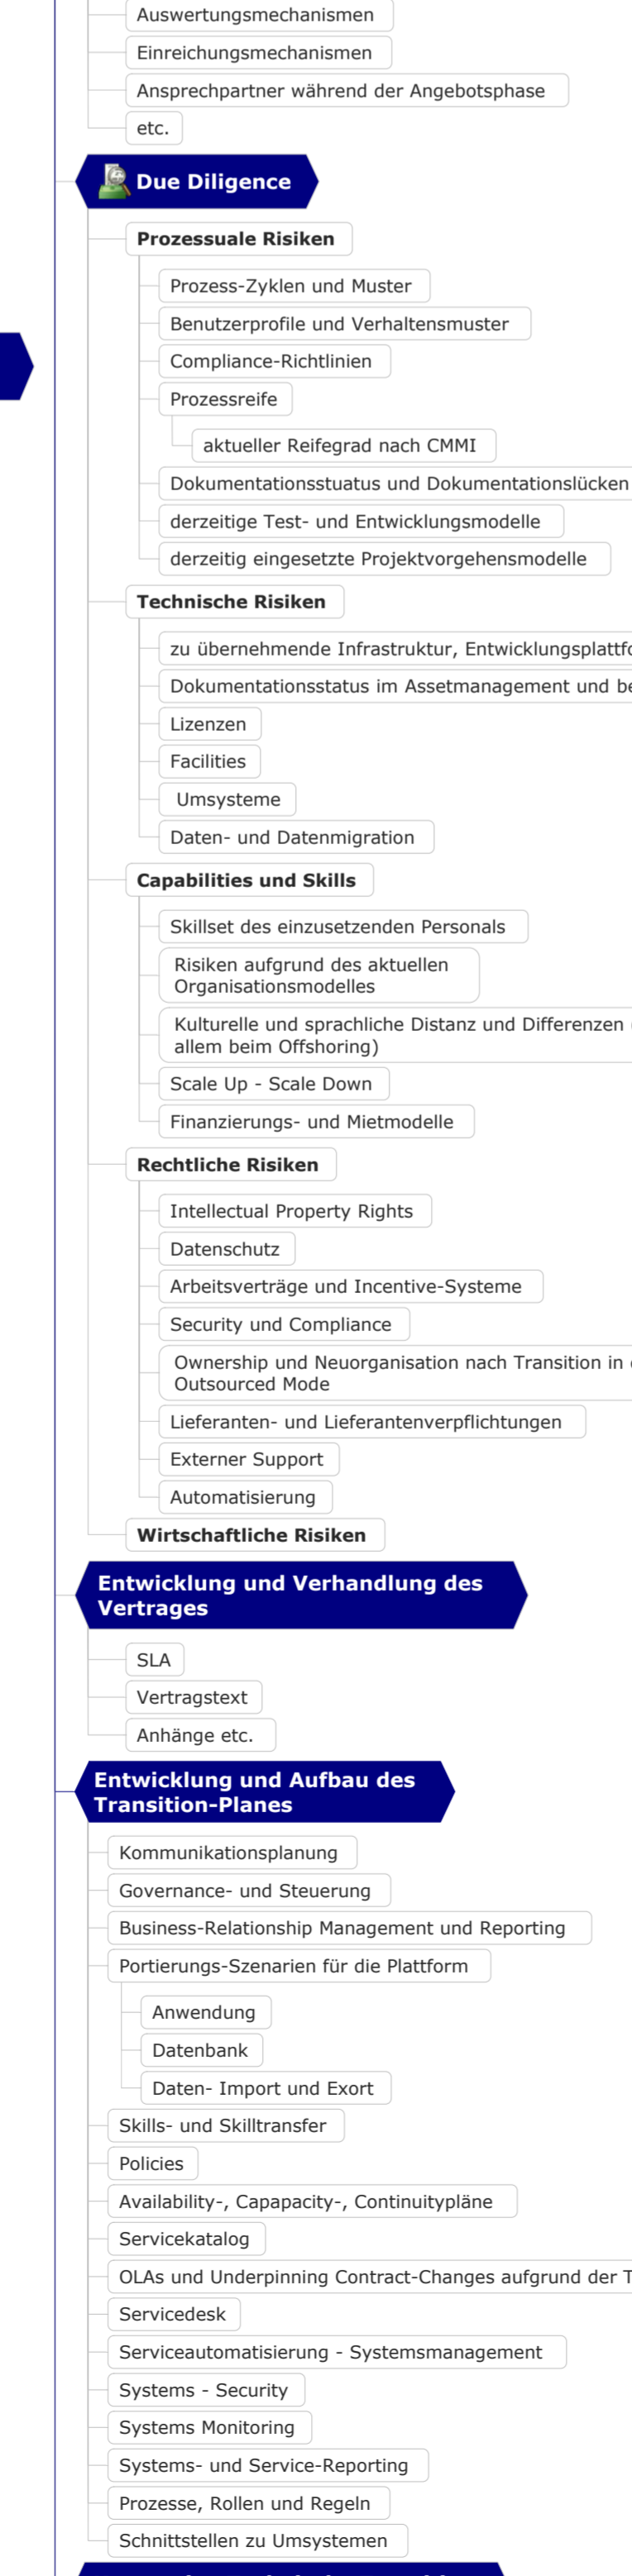 Auswertungsmechanismen
Einreichungsmechanismen
Ansprechpartner während der Angebotsphase
etc.
Due Diligence
Prozessuale Risiken
Prozess-Zyklen und Muster
Benutzerprofile und Verhaltensmuster
Compliance-Richtlinien
Prozessreife
aktueller Reifegrad nach CMMI
Dokumentationsstuatus und Dokumentationslücken
derzeitige Test- und Entwicklungsmodelle
derzeitig eingesetzte Projektvorgehensmodelle
Technische Risiken
zu übernehmende Infrastruktur,
Dokumentationsstatus im Assetmanagement und
Lizenzen
Facilities
Umsysteme
Daten- und Datenmigration
Capabilities und Skills
Skillset des einzusetzenden Personals
Risiken aufgrund des aktuellen
Organisationsmodelles
Kulturelle und sprachliche Distanz und Differenzen
allem beim Offshoring)
Scale Up - Scale Down
Finanzierungs- und Mietmodelle
Rechtliche Risiken
Intellectual Property Rights
Datenschutz
Arbeitsverträge und Incentive-Systeme
Security und Compliance
Ownership und Neuorganisation nach Transition in
Outsourced Mode
Lieferanten- und Lieferantenverpflichtungen
Externer Support
Automatisierung
Wirtschaftliche Risiken
Entwicklung und Verhandlung des
Vertrages
SLA
Vertragstext
Anhänge etc.
Entwicklung und Aufbau des
Transition-Planes
Kommunikationsplanung
Governance- und Steuerung
Business-Relationship Management und Reporting
Portierungs-Szenarien für die Plattform
Anwendung
Datenbank
Daten- Import und Exort
Skills- und Skilltransfer
Policies
Availability-, Capapacity-, Continuitypläne
Servicekatalog
OLAs und Underpinning Contract-Changes aufgrund der
Servicedesk
Serviceautomatisierung - Systemsmanagement
Systems - Security
Systems Monitoring
Systems- und Service-Reporting
Prozesse, Rollen und Regeln
Schnittstellen zu Umsystemen